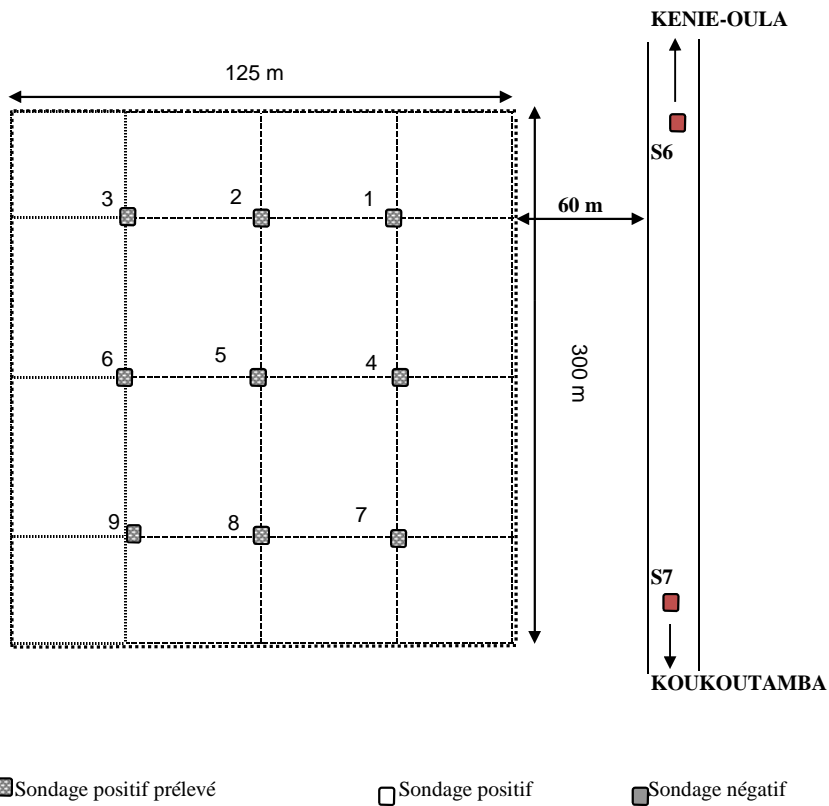 KENIE-OULA
125 m
S6
3 2 1
60 m
6 5 4
300 m
9 8 7
S7
KOUKOUTAMBA
Sondage positif prélevé Sondage positif Sondage négatif